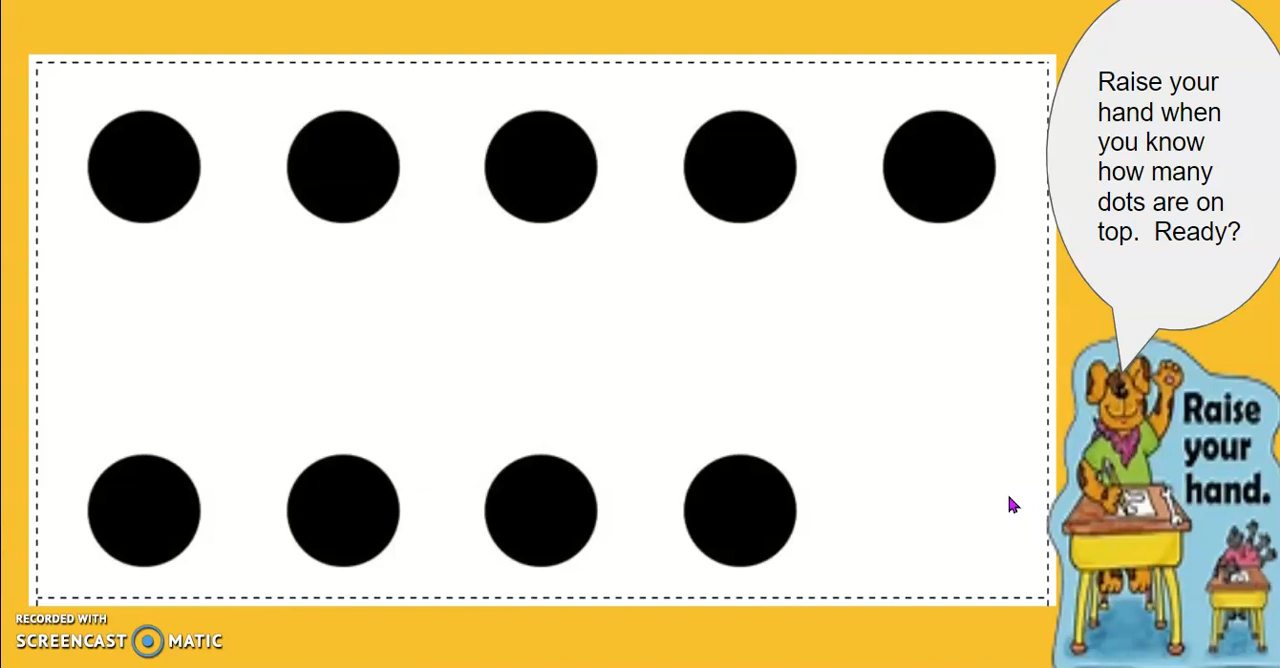 Raise your
hand when
you know
how many
dots are on
top.  Ready?
Raise
your
hand.
RECORDED WITH
SCREENCAST MATIC